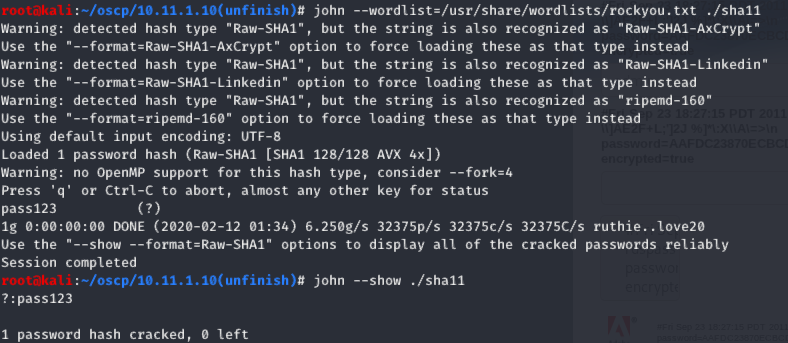 root@kali:~/oscp/10.11.1.10(unfinish)# john --wordlist=/usr/share/wordlists/rockyou.txt ./sha11
Warning: detected hash type "Raw-SHA1", but the string is also recognized as "Raw-SHA1-AxCrypt"
Use the "--format=Raw-SHA1-AxCrypt" option to force loading these as that type instead
Warning: detected hash type "Raw-SHA1", but the string is also recognized as "Raw-SHA1-Linkedin"
Use the "--format=Raw-SHA1-Linkedin" option to force loading these as that type instead
Warning: detected hash type "Raw-SHA1", but the string is also recognized as "ripemd-160"
Use the "--format=ripemd-160" option to force loading these as that type instead
Using default input encoding: UTF-8
Loaded 1 password hash (Raw-SHA1 [SHA1 128/128 AVX 4x])
Warning: no OpenMP support for this hash type, consider --fork=4
Press 'q' or Ctrl-C to abort, almost any other key for status
pass123          (?)
1g 0:00:00:00 DONE (2020-02-12 01:34) 6.250g/s 32375p/s 32375c/s 32375C/s ruthie..love20
Use the "--show --format=Raw-SHA1" options to display all of the cracked passwords reliably
Session completed
root@kali:~/oscp/10.11.1.10(unfinish)# john --show ./sha11
?:pass123
1 password hash cracked, 0 left
encrypted=true